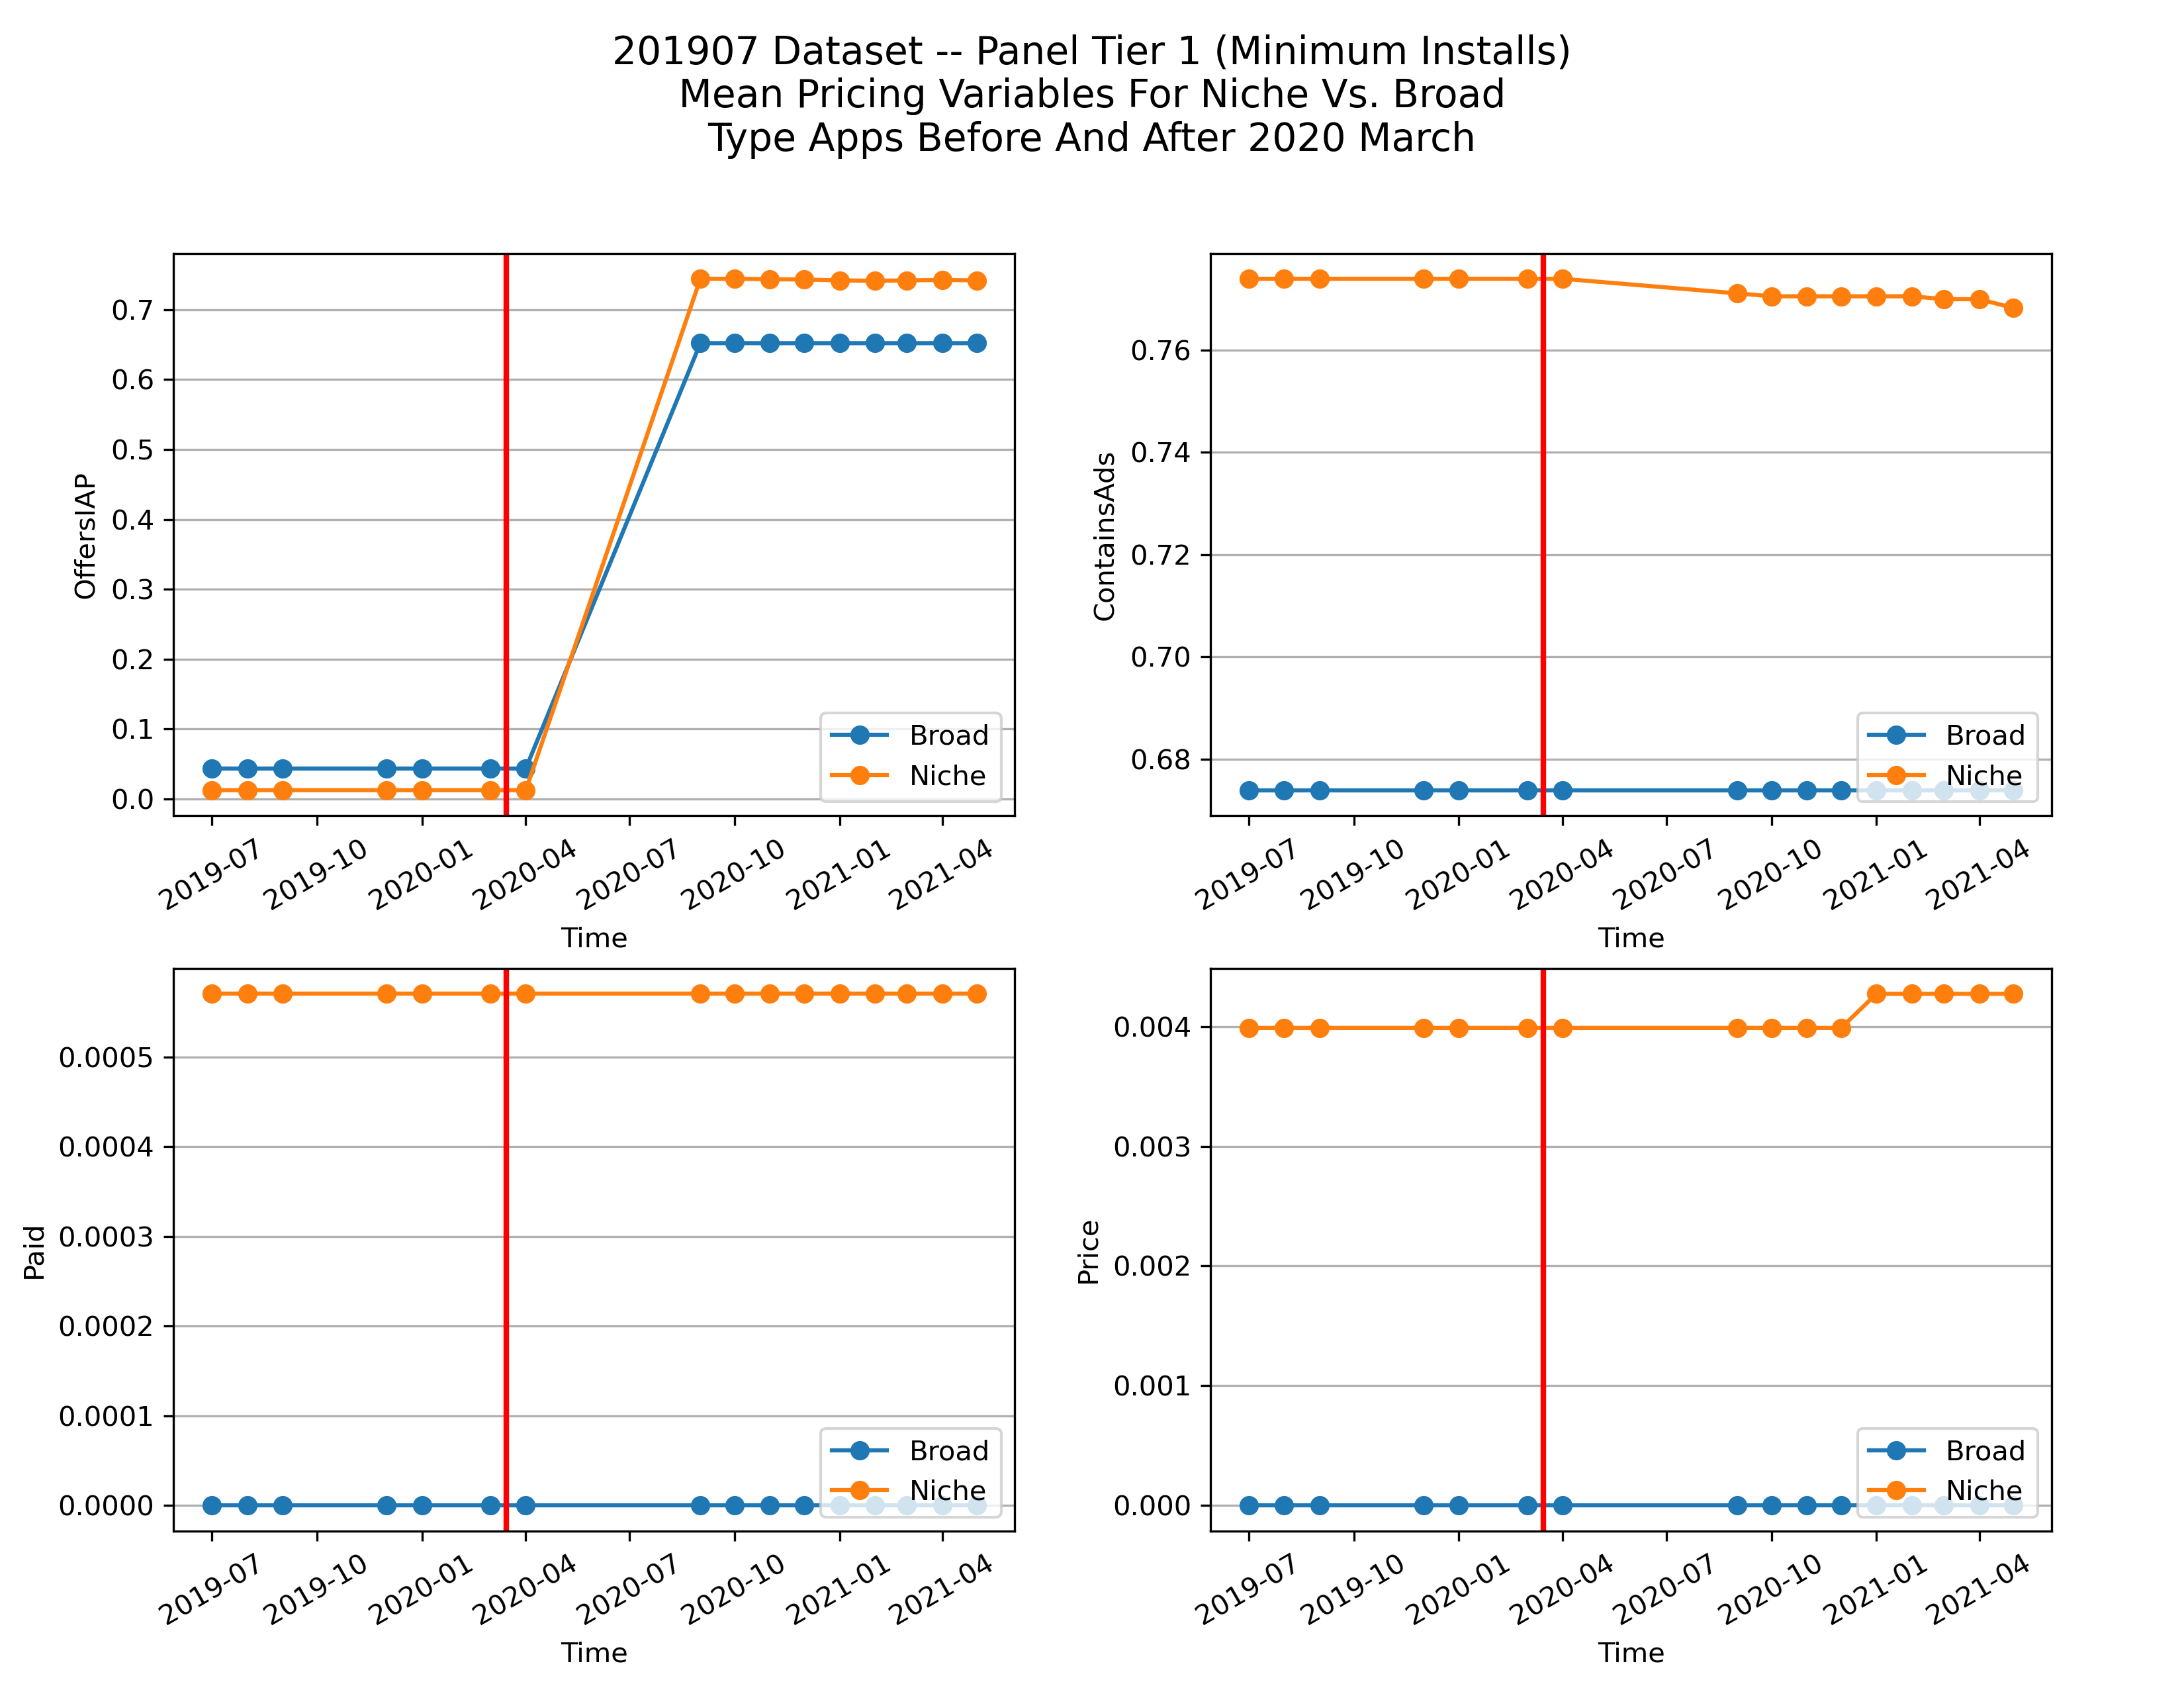 201907 Dataset -- Panel Tier 1 (Minimum Installs)
Mean Pricing Variables For Niche Vs. Broad
Type Apps Before And After 2020 March
OffersIAP
0.7
0.6
0.5
0.4
0.3
0.2
0.1
0.0
Broad
Niche
2019-07
2019-10
2020-01
2020-04
2020-07
2020-10
2021-01
2021-04
Time
ContainsAds
0.76
0.74
0.72
0.70
0.68
Broad
Niche
2019-07
2019-10
2020-01
2020-04
2020-07
2020-10
2021-01
2021-04
Time
Paid
0.0005
0.0004
0.0003
0.0002
0.0001
0.0000
Broad
Niche
2019-07
2019-10
2020-01
2020-04
2020-07
2020-10
2021-01
2021-04
Time
Price
0.004
0.003
0.002
0.001
0.000
Broad
Niche
2019-07
2019-10
2020-01
2020-04
2020-07
2020-10
2021-01
2021-04
Time